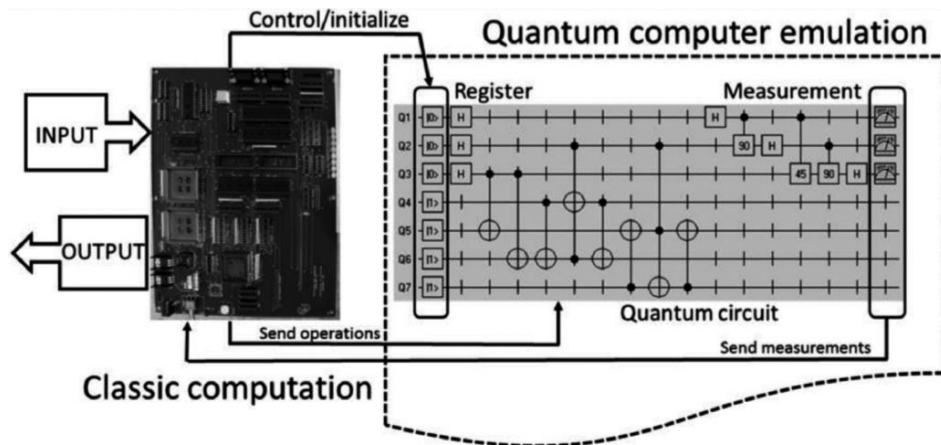 Control/initialize
Quantum computer emulation
Register
Measurement
INPUT
OUTPUT
Q1 |0> H H
Q2 |0> H 90 H
Q3 |0> H 45 90 H
Q4 |1>
Q5 |1>
Q6 |1>
Q7 |1>
Quantum circuit
Send operations
Send measurements
Classic computation